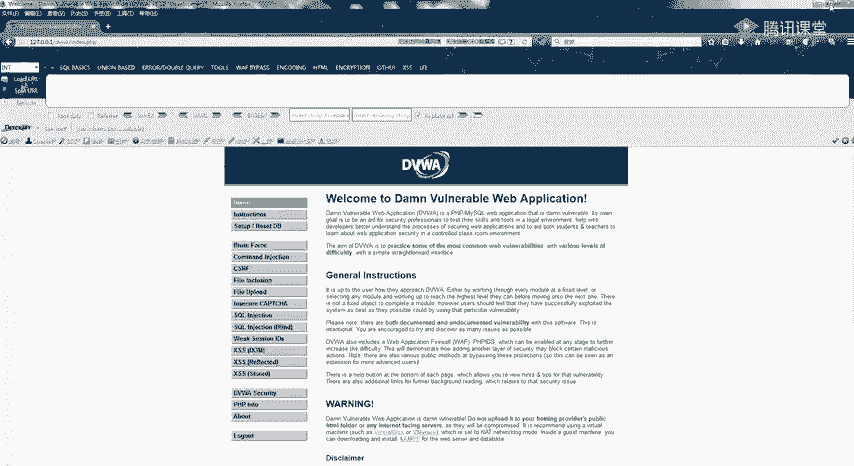 腾讯课堂
127.0.0.1/dvwa/index.php
INT
SQL BASICS UNION BASED ERROR/DOUBLE QUERY TOOLS WAF BYPASS ENCODING HTML ENCRYPTION OTHER XSS LFI
Load URL
Split URL
DVWA
Home
Instructions
Setup / Reset DB
Brute Force
Command Injection
CSRF
File Inclusion
File Upload
Insecure CAPTCHA
SQL Injection
SQL Injection (Blind)
Weak Session IDs
XSS (DOM)
XSS (Reflected)
XSS (Stored)
DVWA Security
PHP Info
About
Logout
Welcome to Damn Vulnerable Web Application!
Damn Vulnerable Web Application (DVWA) is a PHP/MySQL web application that is damn vulnerable. Its main
goal is to be an aid for security professionals to test their skills and tools in a legal environment, help web
developers better understand the processes of securing web applications and to aid both students & teachers to
learn about web application security in a controlled class room environment.
The aim of DVWA is to practice some of the most common web vulnerabilities, with various levels of
difficulty, with a simple straightforward interface.
General Instructions
It is up to the user how they approach DVWA. Either by working through every module at a fixed level, or
selecting any module and working up to reach the highest level they can before moving onto the next one. There
is not a fixed object to complete a module; however users should feel that they have successfully exploited the
system as best as they possible could by using that particular vulnerability.
Please note, there are both documented and undocumented vulnerability with this software. This is
intentional. You are encouraged to try and discover as many issues as possible.
DVWA also includes a Web Application Firewall (WAF), PHPIDS, which can be enabled at any stage to further
increase the difficulty. This will demonstrate how adding another layer of security may block certain malicious
actions. Note, there are also various public methods at bypassing these protections (so this can be seen as an
extension for more advanced users)!
There is a help button at the bottom of each page, which allows you to view hints & tips for that vulnerability.
There are also additional links for further background reading, which relates to that security issue.
WARNING!
Damn Vulnerable Web Application is damn vulnerable! Do not upload it to your hosting provider's public
html folder or any Internet facing servers, as they will be compromised. It is recommend using a virtual
machine (such as VirtualBox or VMware), which is set to NAT networking mode. Inside a guest machine, you
can downloading and install XAMPP for the web server and database.
Disclaimer